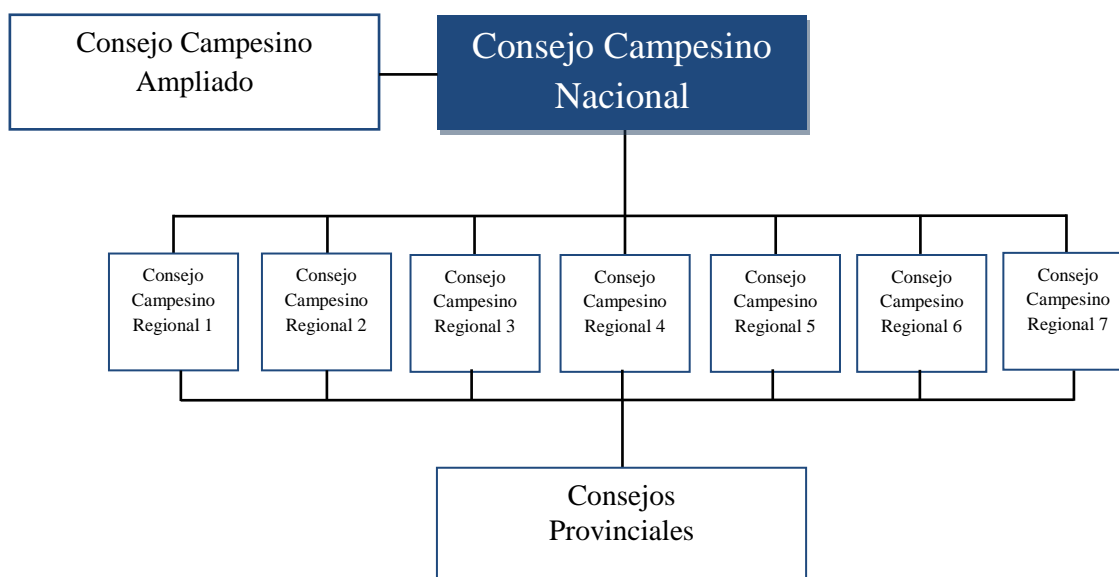 Consejo Campesino
Ampliado
Consejo Campesino
Nacional
Consejo
Campesino
Regional 1
Consejo
Campesino
Regional 2
Consejo
Campesino
Regional 3
Consejo
Campesino
Regional 4
Consejo
Campesino
Regional 5
Consejo
Campesino
Regional 6
Consejo
Campesino
Regional 7
Consejos
Provinciales